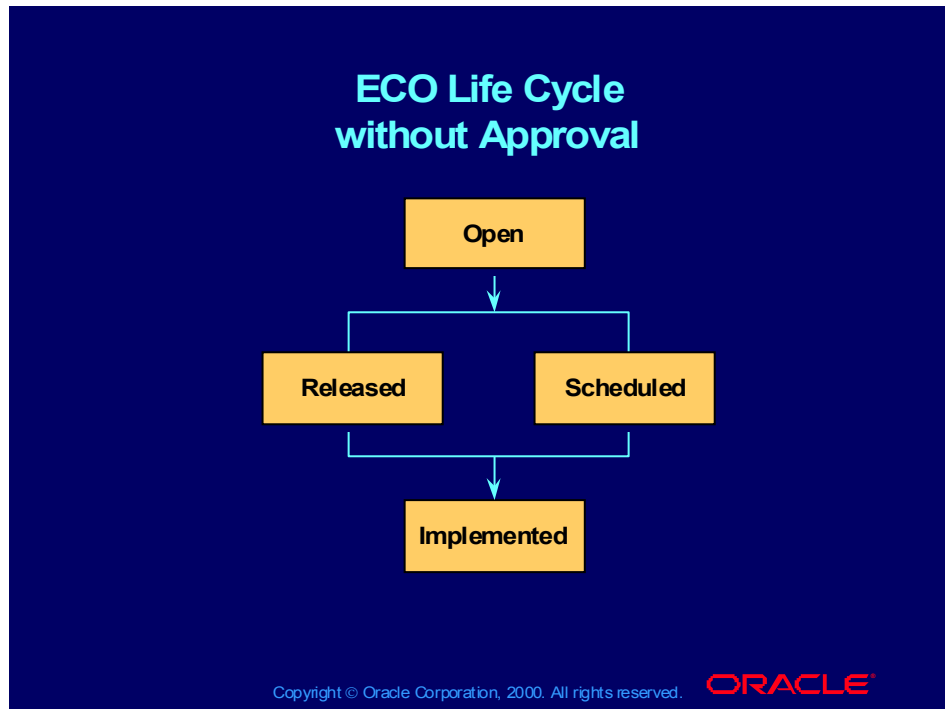 ECO Life Cycle
without Approval
Open
Released Scheduled
Implemented
Copyright © Oracle Corporation, 2000. All rights reserved. ORACLE®